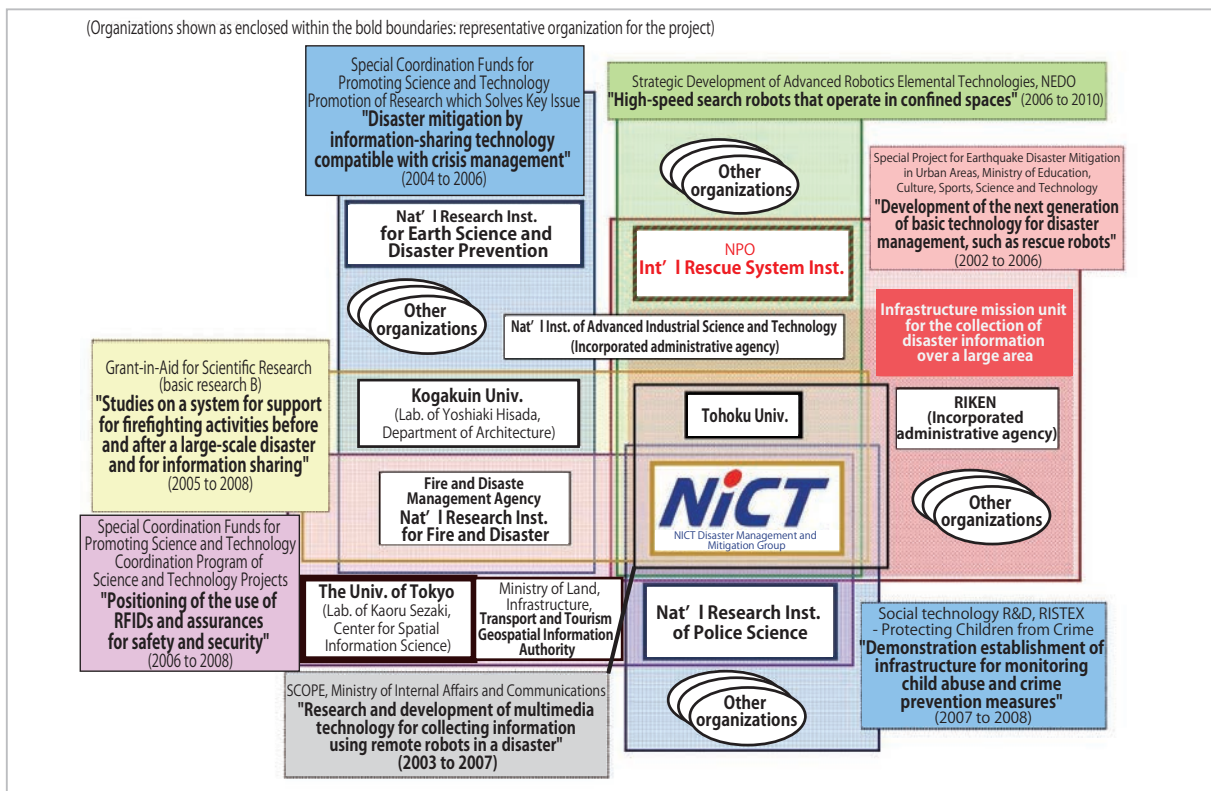 (Organizations shown as enclosed within the bold boundaries: representative organization for the project)
Special Coordination Funds for
Promoting Science and Technology
Promotion of Research which Solves Key Issue
"Disaster mitigation by
information-sharing technology
compatible with crisis management"
(2004 to 2006)
Strategic Development of Advanced Robotics Elemental Technologies, NEDO
"High-speed search robots that operate in confined spaces" (2006 to 2010)
Other
organizations
Special Project for Earthquake Disaster Mitigation
in Urban Areas, Ministry of Education,
Culture, Sports, Science and Technology
"Development of the next generation
of basic technology for disaster
management, such as rescue robots"
(2002 to 2006)
Nat' l Research Inst.
for Earth Science and
Disaster Prevention
NPO
Int' l Rescue System Inst.
Other
organizations
Nat' l Inst. of Advanced Industrial Science and Technology
(Incorporated administrative agency)
Infrastructure mission unit
for the collection of
disaster information
over a large area
Grant-in-Aid for Scientific Research
(basic research B)
"Studies on a system for support
for firefighting activities before
and after a large-scale disaster
and for information sharing"
(2005 to 2008)
Kogakuin Univ.
(Lab. of Yoshiaki Hisada,
Department of Architecture)
Tohoku Univ.
RIKEN
(Incorporated
administrative agency)
Fire and Disaste
Management Agency
Nat' l Research Inst.
for Fire and Disaster
NiCT
NICT Disaster Management and
Mitigation Group
Other
organizations
Special Coordination Funds for
Promoting Science and Technology
Coordination Program of
Science and Technology Projects
"Positioning of the use of
RFIDs and assurances
for safety and security"
(2006 to 2008)
The Univ. of Tokyo
(Lab. of Kaoru Sezaki,
Center for Spatial
Information Science)
Ministry of Land,
Infrastructure,
Transport and Tourism
Geospatial Information
Authority
Nat' l Research Inst.
of Police Science
Social technology R&D, RISTEX
- Protecting Children from Crime
"Demonstration establishment of
infrastructure for monitoring
child abuse and crime
prevention measures"
(2007 to 2008)
SCOPE, Ministry of Internal Affairs and Communications
"Research and development of multimedia
technology for collecting information
using remote robots in a disaster"
(2003 to 2007)
Other
organizations